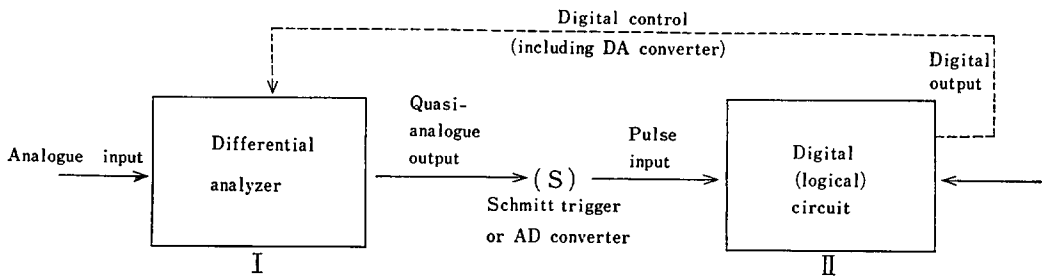 Digital control
(including DA converter)
Digital
output
Analogue input
Differential
analyzer
I
Quasi-
analogue
output
(S)
Schmitt trigger
or AD converter
Pulse
input
Digital
(logical)
circuit
II